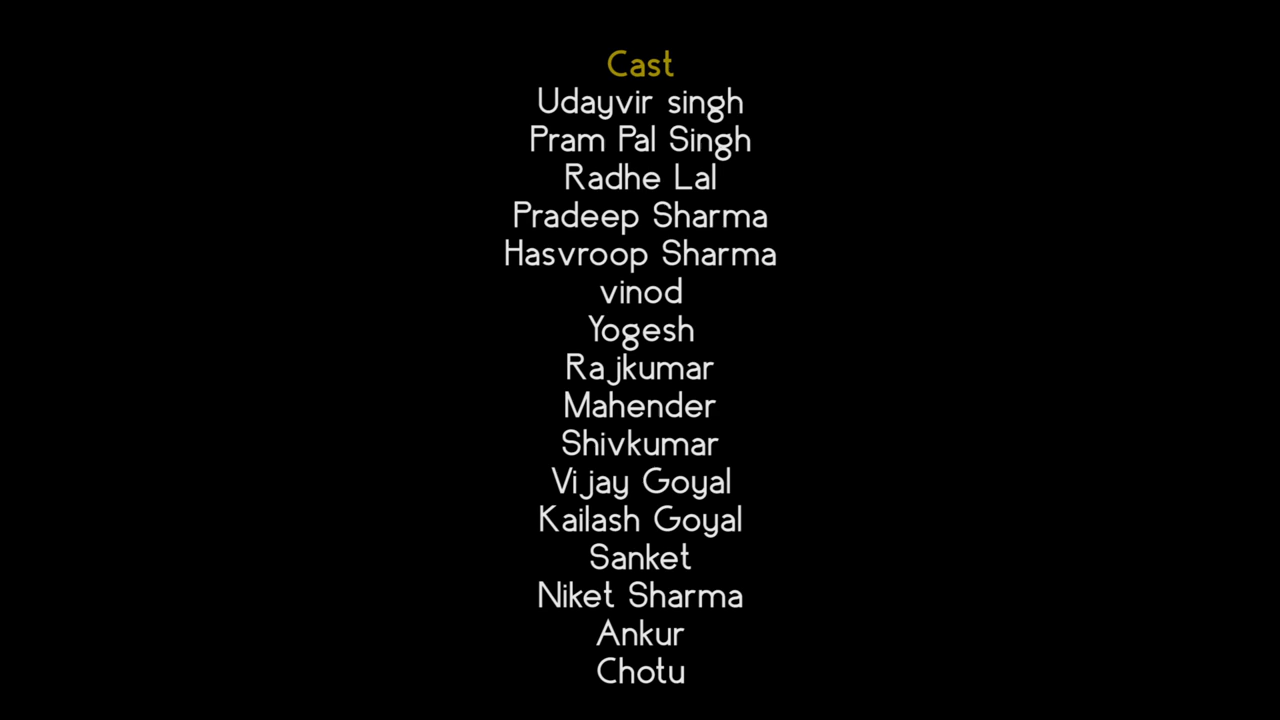 Cast
Udayvir singh
Pram Pal Singh
Radhe Lal
Pradeep Sharma
Hasvroop Sharma
vinod
Yogesh
Rajkumar
Mahender
Shivkumar
Vijay Goyal
Kailash Goyal
Sanket
Niket Sharma
Ankur
Chotu